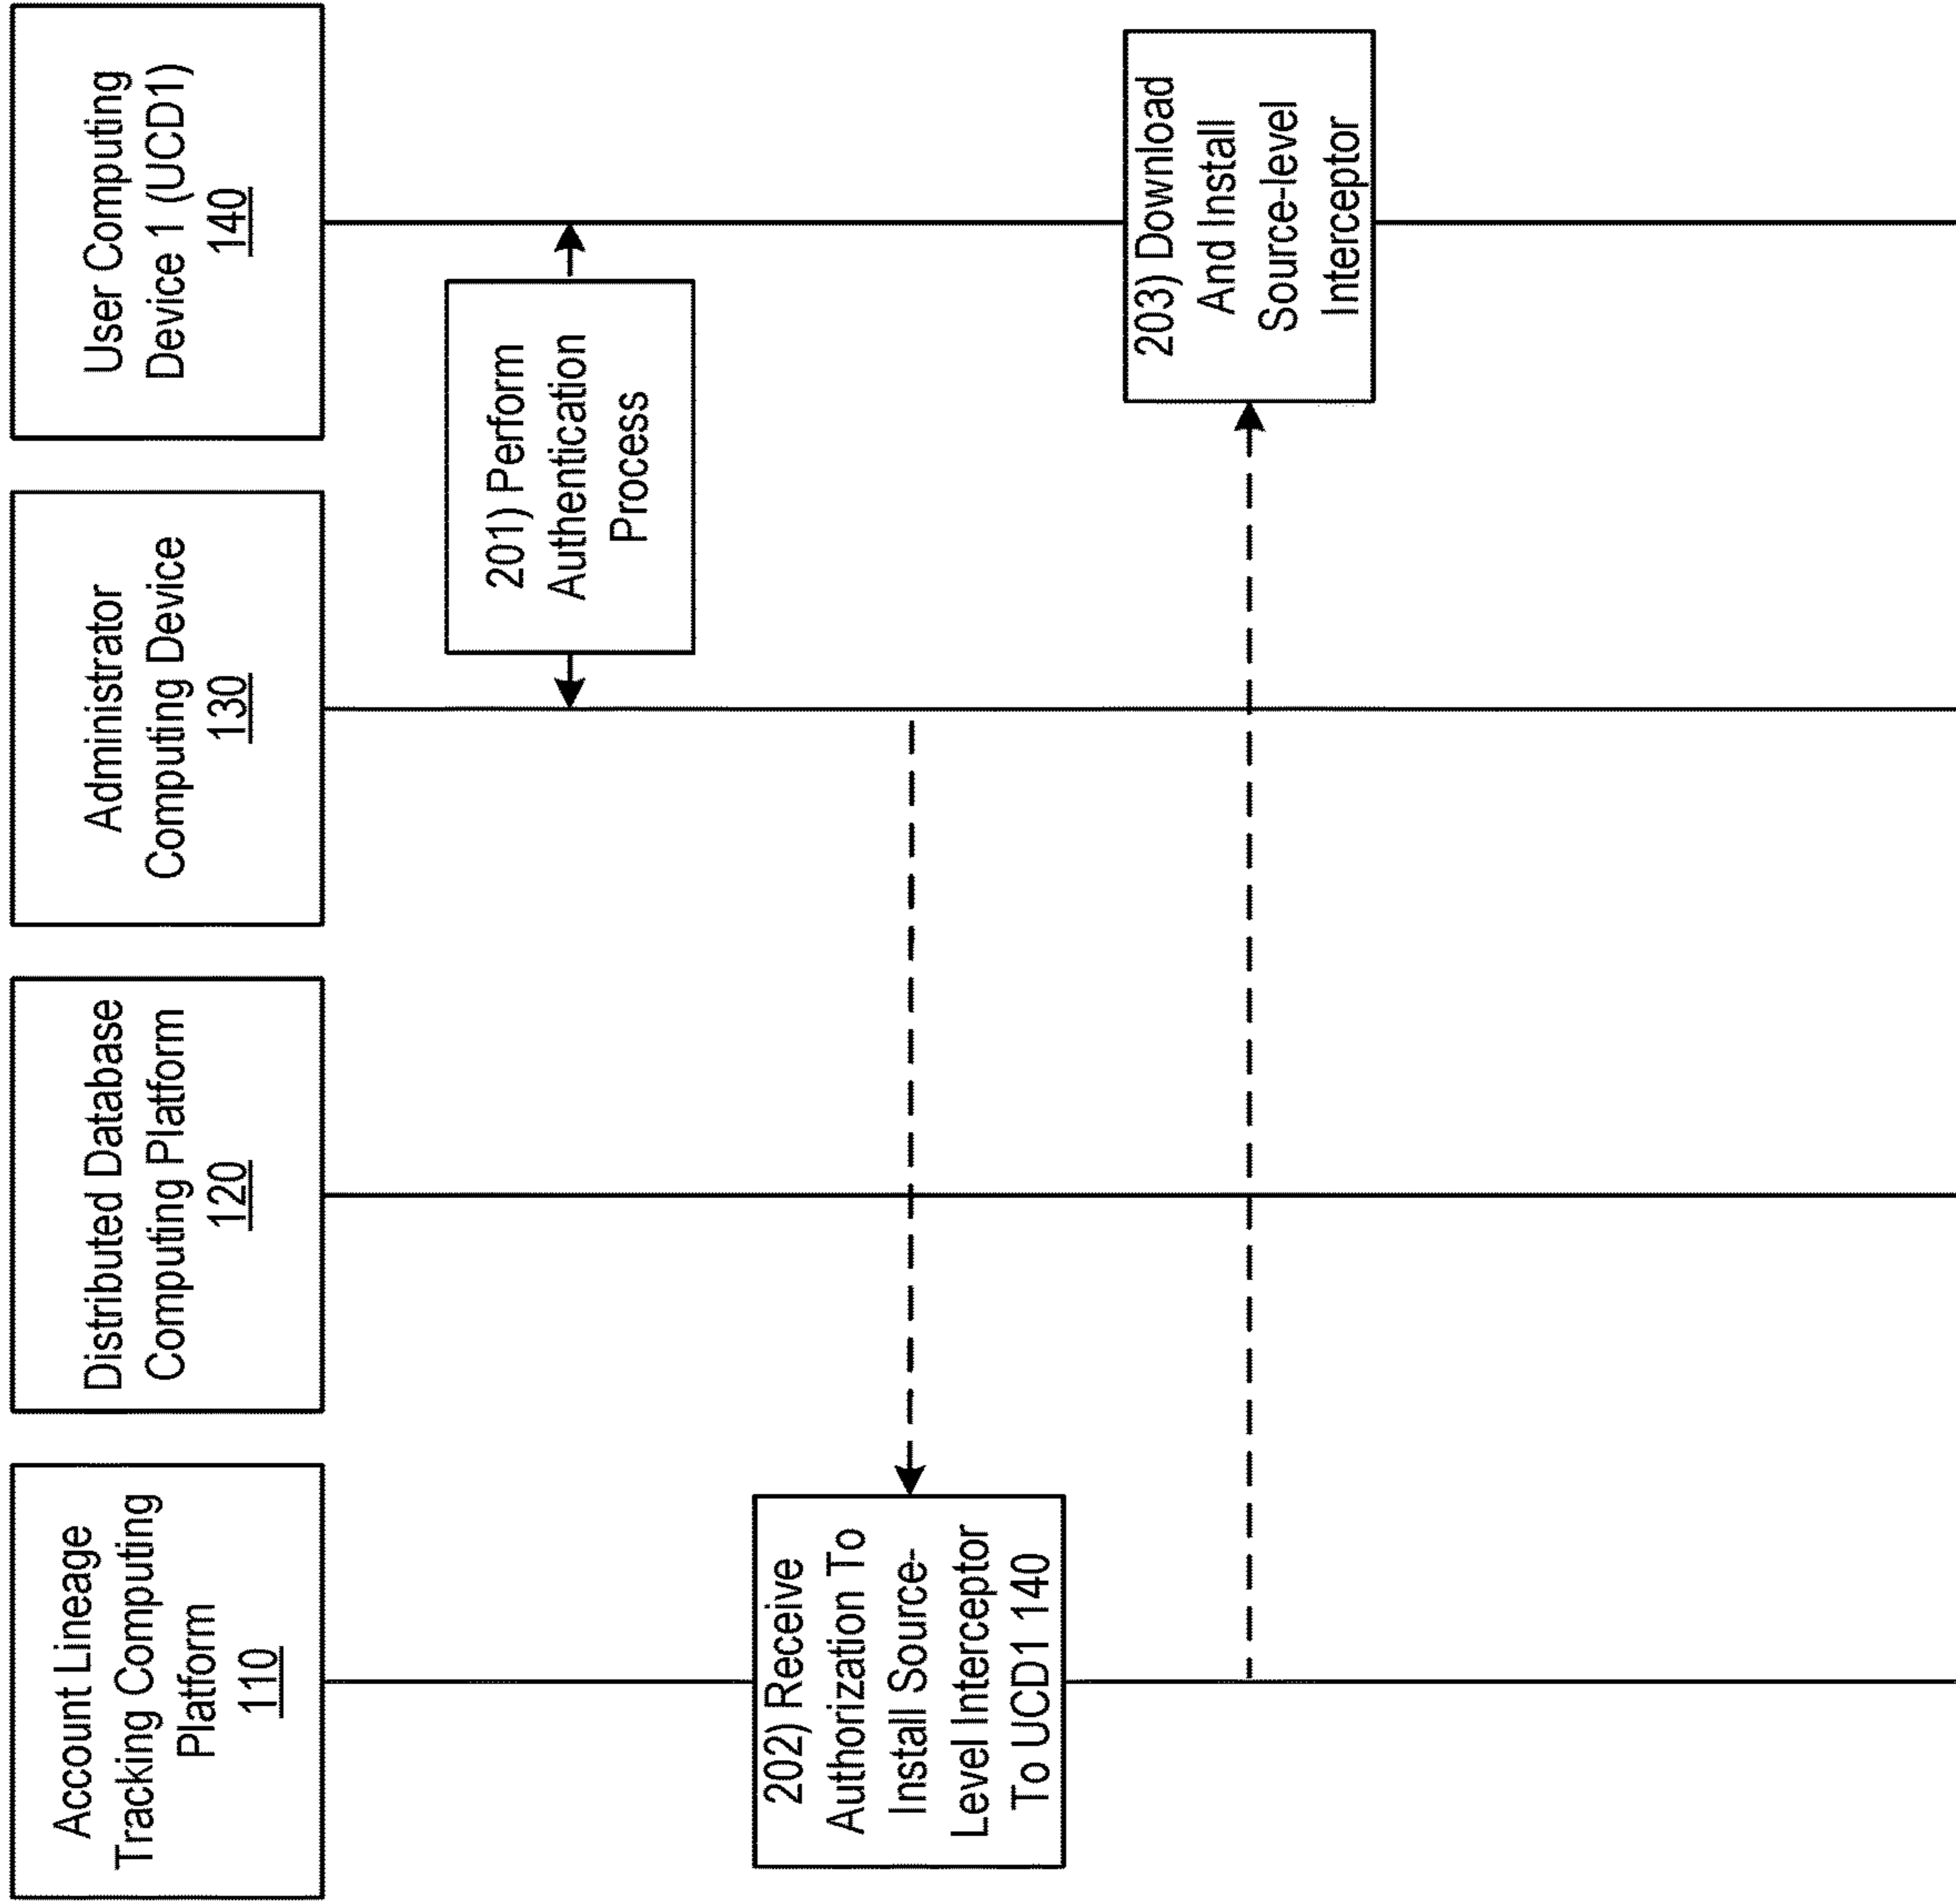 Account Lineage
Tracking Computing
Platform
110
Distributed Database
Computing Platform
120
Administrator
Computing Device
130
User Computing
Device 1 (UCD1)
140
201) Perform
Authentication
Process
202) Receive
Authorization To
Install Source-
Level Interceptor
To UCD1 140
203) Download
And Install
Source-level
Interceptor